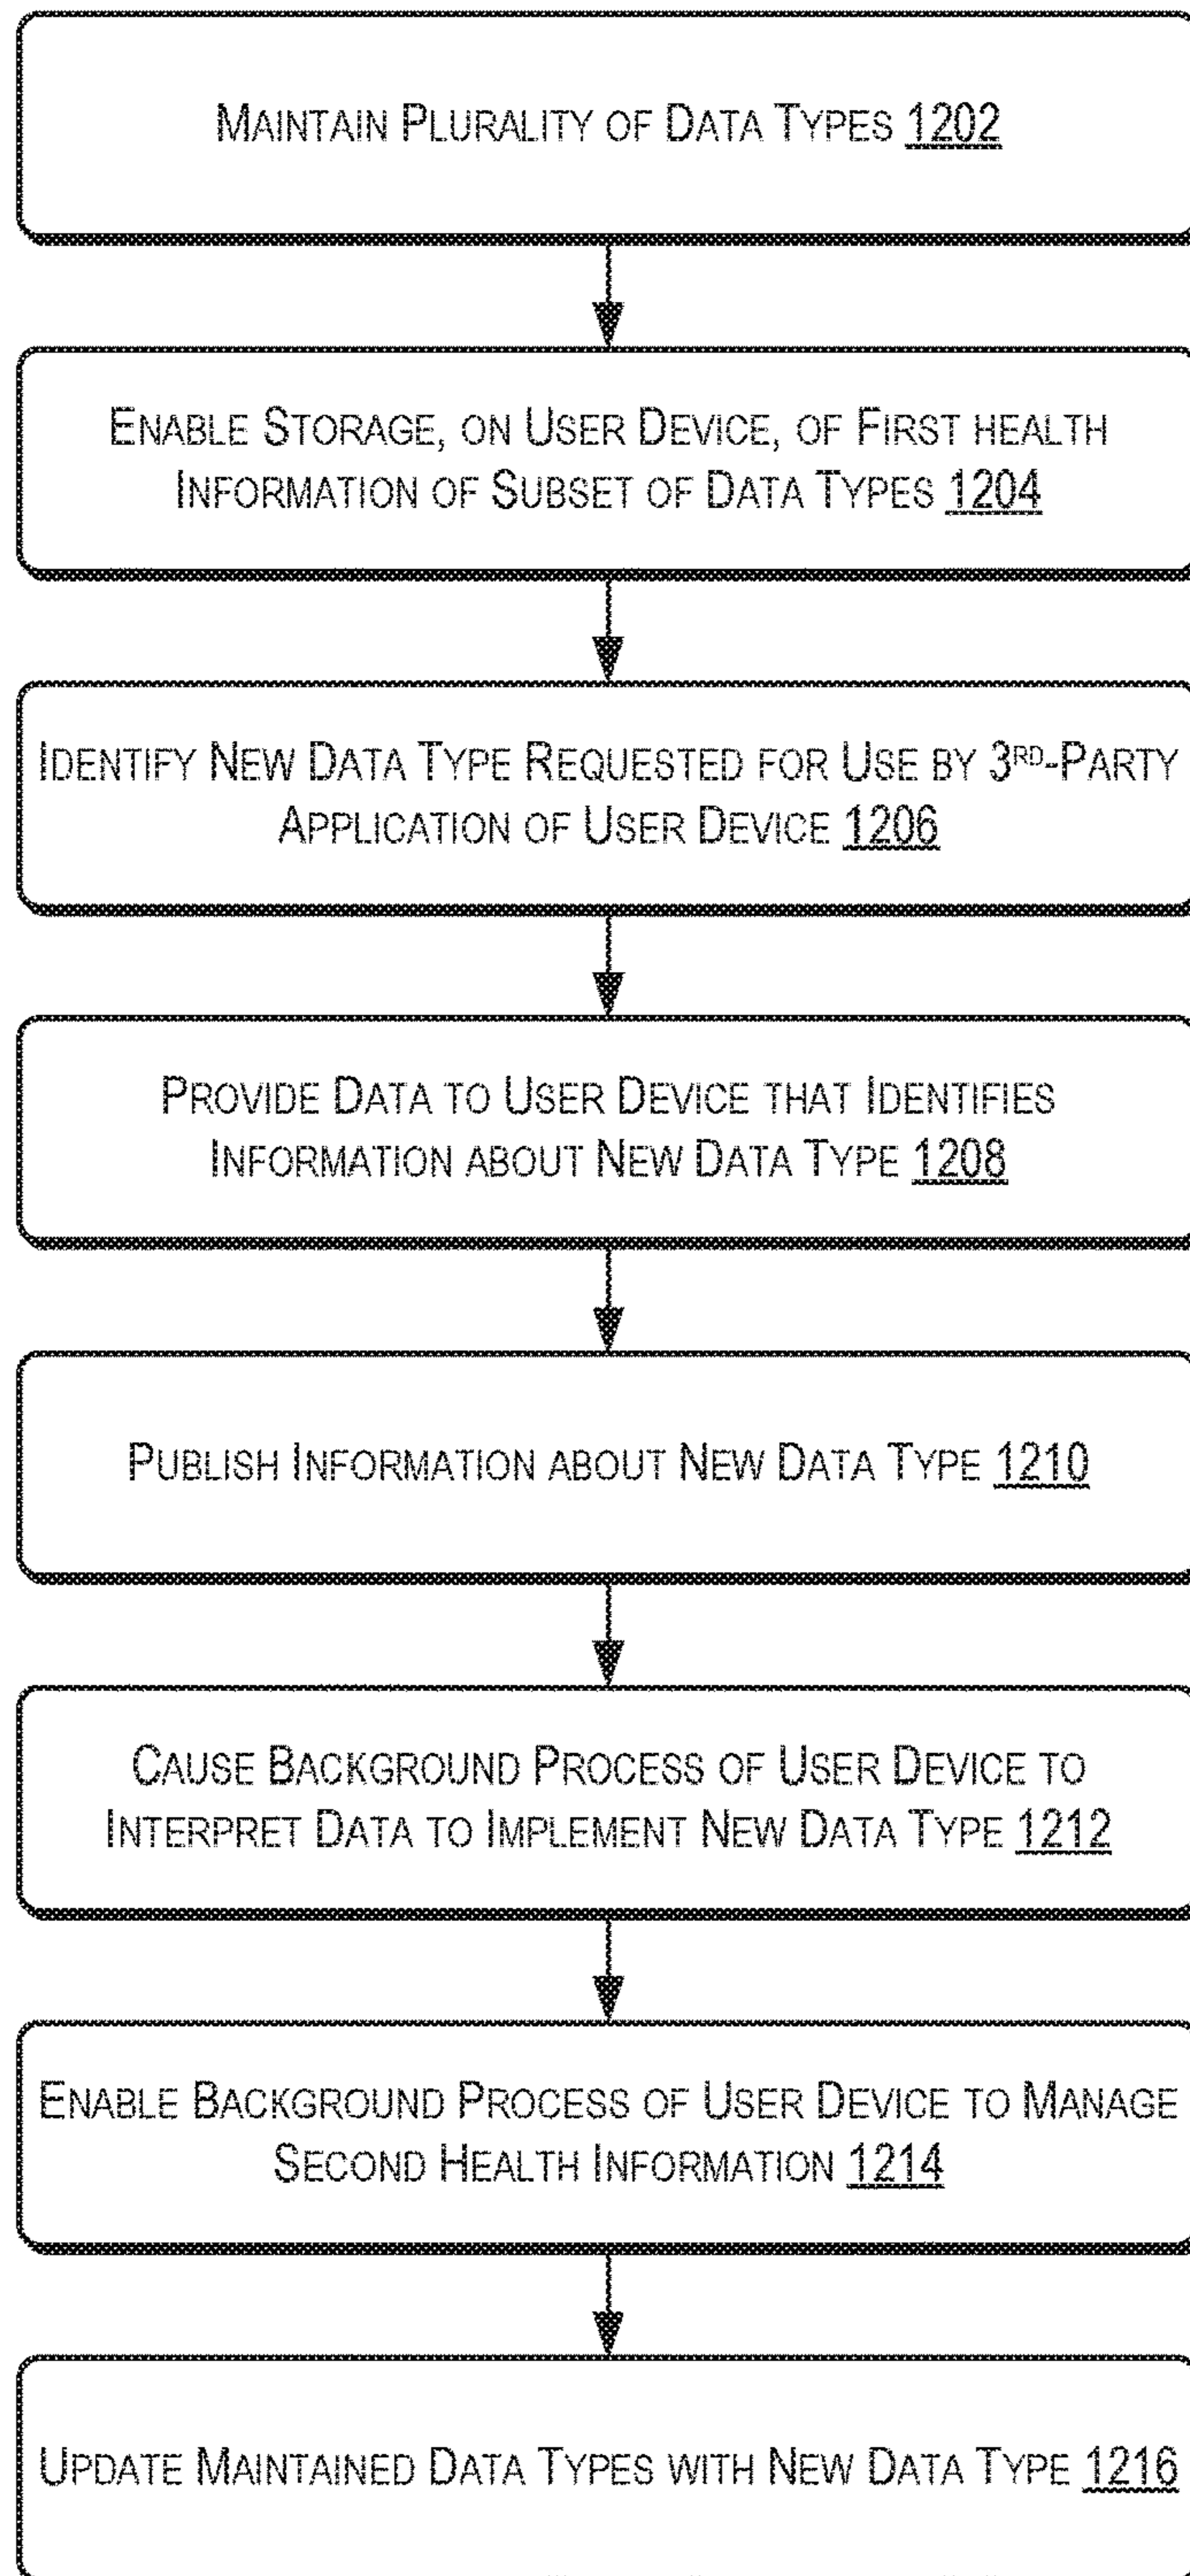 MAINTAIN PLURALITY OF DATA TYPES 1202
ENABLE STORAGE, ON USER DEVICE, OF FIRST HEALTH
INFORMATION OF SUBSET OF DATA TYPES 1204
IDENTIFY NEW DATA TYPE REQUESTED FOR USE BY 3RD-PARTY
APPLICATION OF USER DEVICE 1206
PROVIDE DATA TO USER DEVICE THAT IDENTIFIES
INFORMATION ABOUT NEW DATA TYPE 1208
PUBLISH INFORMATION ABOUT NEW DATA TYPE 1210
CAUSE BACKGROUND PROCESS OF USER DEVICE TO
INTERPRET DATA TO IMPLEMENT NEW DATA TYPE 1212
ENABLE BACKGROUND PROCESS OF USER DEVICE TO MANAGE
SECOND HEALTH INFORMATION 1214
UPDATE MAINTAINED DATA TYPES WITH NEW DATA TYPE 1216